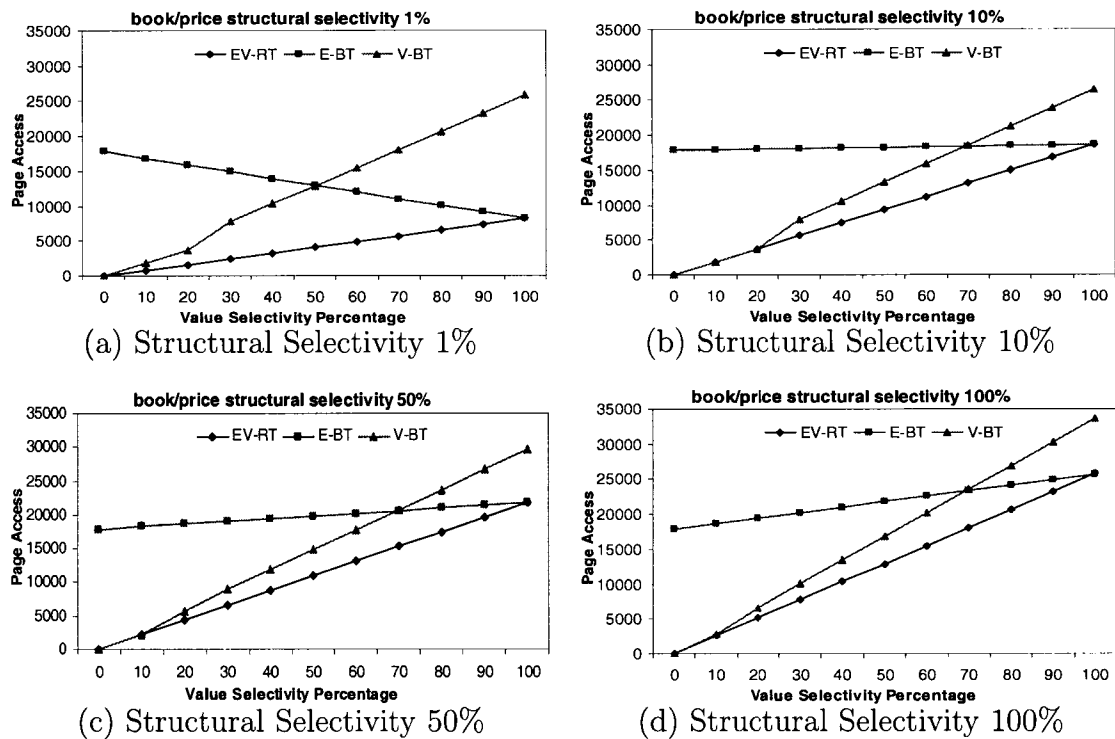 book/price structural selectivity 1%
35000
30000
25000
20000
15000
10000
5000
0
Page Access
EV-RT E-BT V-BT
0 10 20 30 40 50 60 70 80 90 100
Value Selectivity Percentage
(a) Structural Selectivity 1%
book/price structural selectivity 10%
35000
30000
25000
20000
15000
10000
5000
0
Page Access
EV-RT E-BT V-BT
0 10 20 30 40 50 60 70 80 90 100
Value Selectivity Percentage
(b) Structural Selectivity 10%
book/price structural selectivity 50%
35000
30000
25000
20000
15000
10000
5000
0
Page Access
EV-RT E-BT V-BT
0 10 20 30 40 50 60 70 80 90 100
Value Selectivity Percentage
(c) Structural Selectivity 50%
book/price structural selectivity 100%
35000
30000
25000
20000
15000
10000
5000
0
Page Access
EV-RT E-BT V-BT
0 10 20 30 40 50 60 70 80 90 100
Value Selectivity Percentage
(d) Structural Selectivity 100%